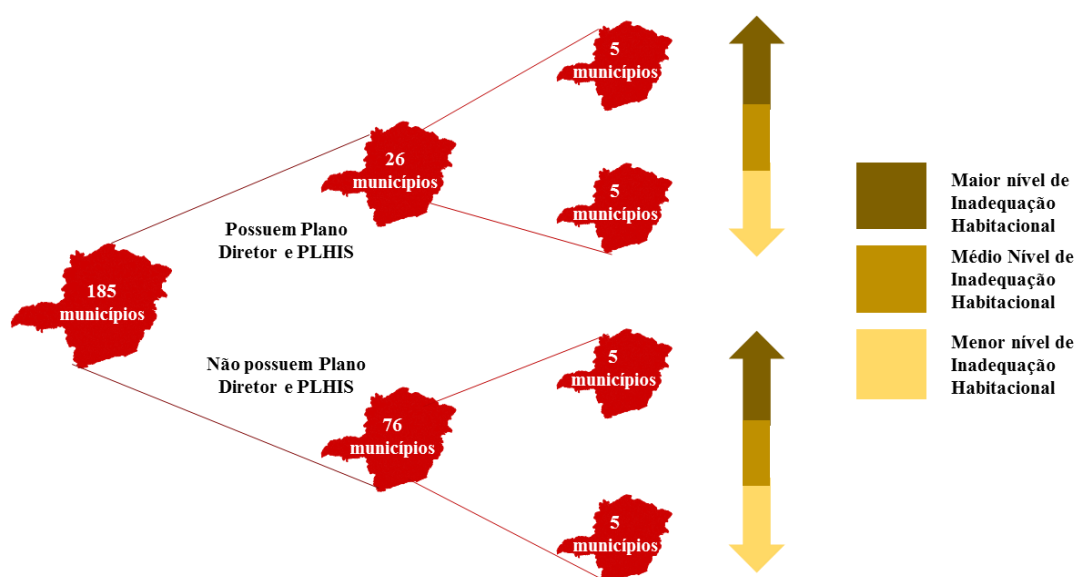 5
municípios
26
municípios
5
municípios
Possuem Plano
Diretor e PLHIS
185
municípios
Não possuem Plano
Diretor e PLHIS
5
municípios
76
municípios
5
municípios
Maior nível de
Inadequação
Habitacional
Médio Nível de
Inadequação
Habitacional
Menor nível de
Inadequação
Habitacional